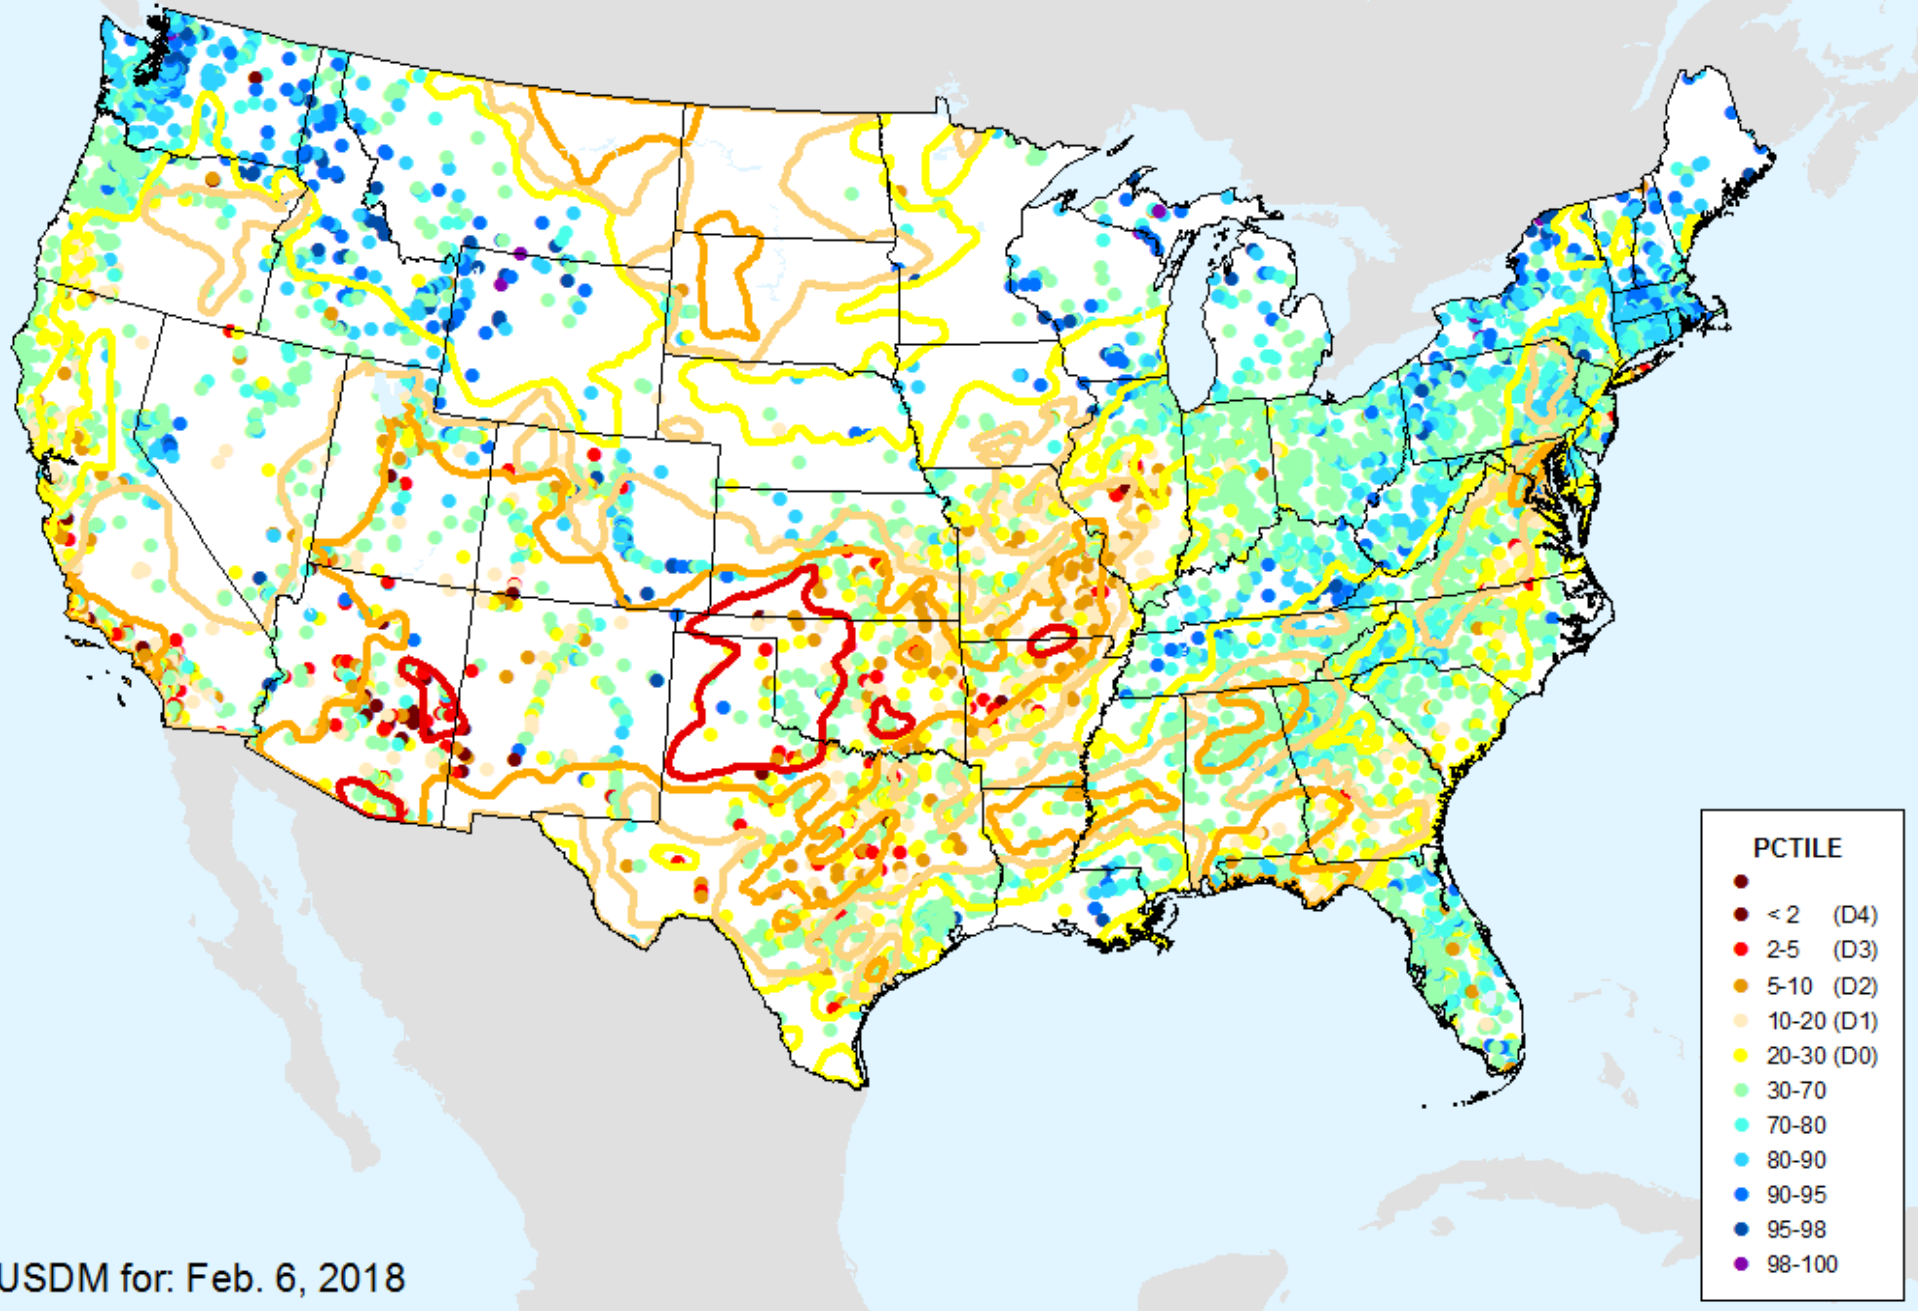 PCTILE
< 2 (D4)
2-5 (D3)
5-10 (D2)
10-20 (D1)
20-30 (D0)
30-70
70-80
80-90
90-95
95-98
98-100
USDM for: Feb. 6, 2018